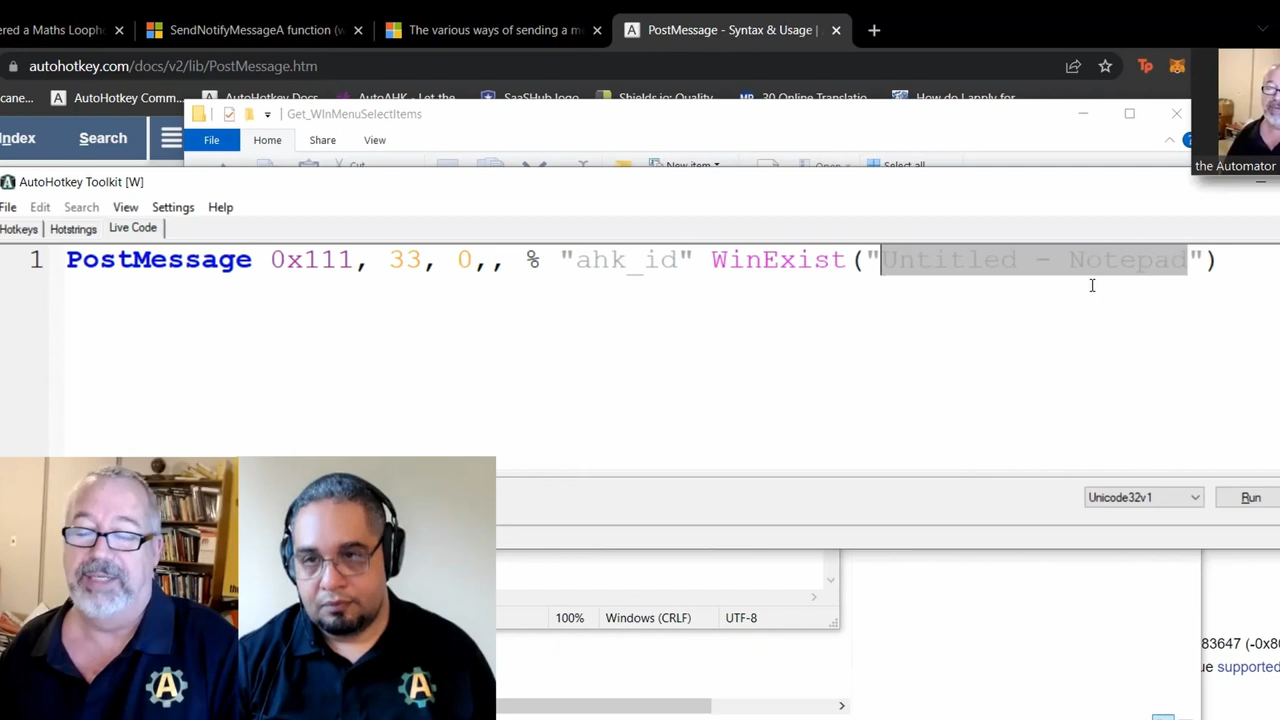 ered a Maths Looph
SendNotifyMessageA function (w
The various ways of sending a m
PostMessage - Syntax & Usage |
autohotkey.com/docs/v2/lib/PostMessage.htm
cane...
AutoHotkey Comm...
AutoHotkey Docs
AutoAHK - Let the
SaaSHub logo
Shields.io: Quality
30 Online Translatio
How do I apply for
Get_WInMenuSelectItems
Index
Search
File
Home
Share
View
Cut
New item
Open
Select all
the Automator
AutoHotkey Toolkit [W]
File Edit Search View Settings Help
Hotkeys Hotstrings Live Code
1 PostMessage 0x111, 33, 0,, % "ahk_id" WinExist("Untitled - Notepad")
Unicode32v1
Run
100%
Windows (CRLF)
UTF-8
83647 (-0x8
ue supported